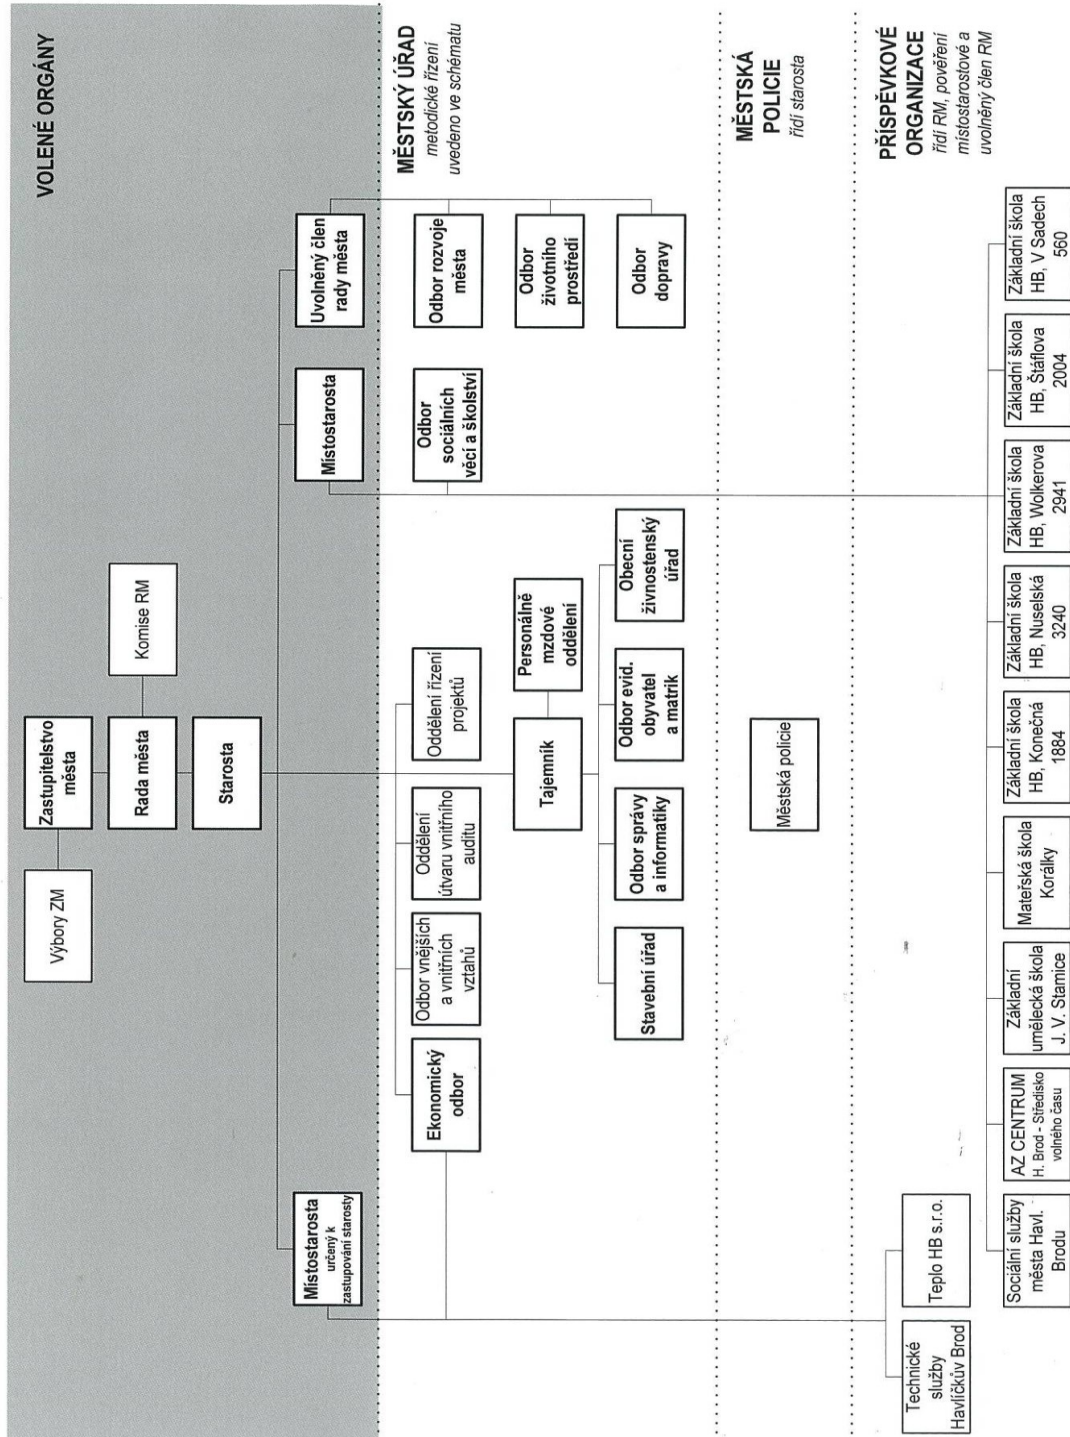 VOLENÉ ORGÁNY
Výbory ZM
Zastupitelstvo
města
Rada města
Komise RM
Starosta
Místostarosta
určený k
zastupování starosty
Místostarosta
Uvolněný člen
rady města
MĚSTSKÝ ÚŘAD
metodické řízení
uvedeno ve schématu
Ekonomický
odbor
Odbor vnějších
a vnitřních
vztahů
Oddělení
útvaru vnitřního
auditu
Oddělení řízení
projektů
Odbor
sociálních
věcí a školství
Odbor rozvoje
města
Tajemník
Personálně
mzdové
oddělení
Odbor
životního
prostředí
Stavební úřad
Odbor správy
a informatiky
Odbor evid.
obyvatel
a matrik
Obecní
živnostenský
úřad
Odbor
dopravy
MĚSTSKÁ
POLICIE
řídí starosta
Městská policie
PŘÍSPĚVKOVÉ
ORGANIZACE
řídí RM, pověření
místostarostové a
uvolněný člen RM
Technické
služby
Havlíčkův Brod
Teplo HB s.r.o.
Sociální služby
města Havl.
Brodu
AZ CENTRUM
H. Brod - Středisko
volného času
Základní
umělecká škola
J. V. Stamice
Mateřská škola
Korálky
Základní škola
HB, Konečná
1884
Základní škola
HB, Nuselská
3240
Základní škola
HB, Wolkerova
2941
Základní škola
HB, Štáflova
2004
Základní škola
HB, V Sadech
560